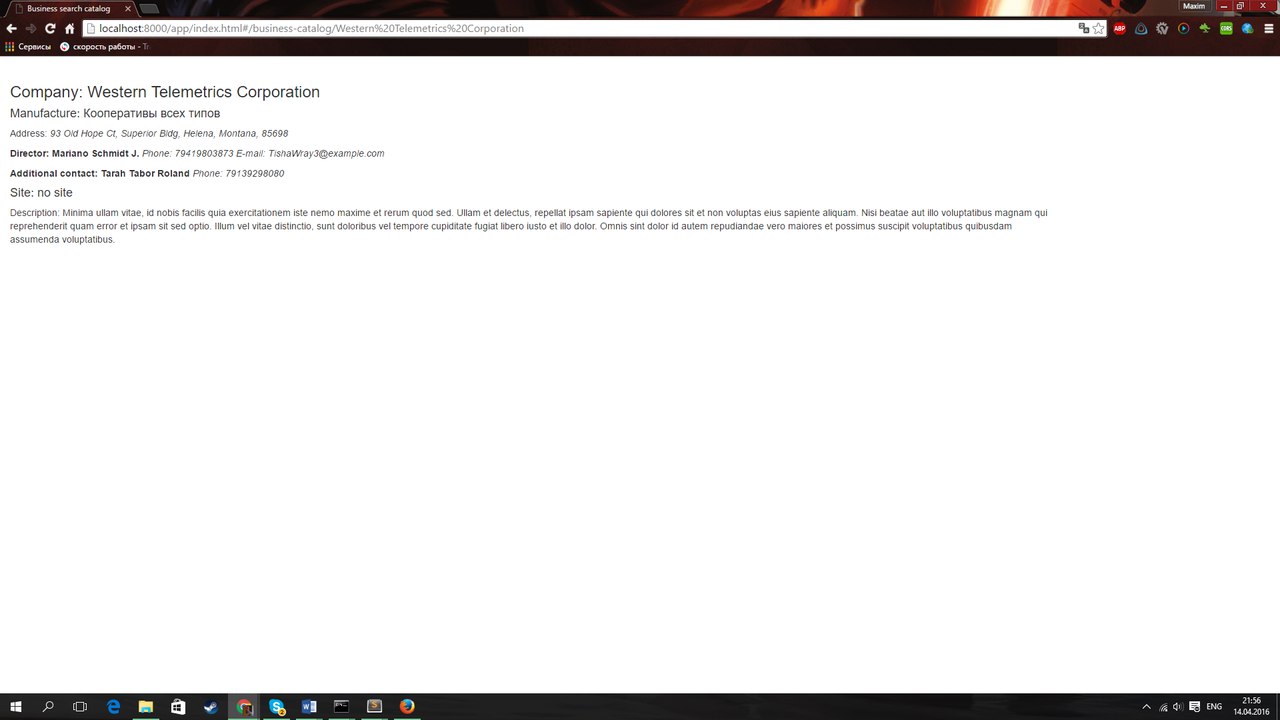 Business search catalog
Maxim
localhost:8000/app/index.html#/business-catalog/Western%20Telemetrics%20Corporation
ABP
Сервисы
скорость работы - Tr
Company: Western Telemetrics Corporation
Manufacture: Кооперативы всех типов
Address: 93 Old Hope Ct, Superior Bldg, Helena, Montana, 85698
Director: Mariano Schmidt J. Phone: 79419803873 E-mail: TishaWray3@example.com
Additional contact: Tarah Tabor Roland Phone: 79139298080
Site: no site
Description: Minima ullam vitae, id nobis facilis quia exercitationem iste nemo maxime et rerum quod sed. Ullam et delectus, repellat ipsam sapiente qui dolores sit et non voluptas eius sapiente aliquam. Nisi beatae aut illo voluptatibus magnam qui
reprehenderit quam error et ipsam sit sed optio. Illum vel vitae distinctio, sunt doloribus vel tempore cupiditate fugiat libero iusto et illo dolor. Omnis sint dolor id autem repudiandae vero maiores et possimus suscipit voluptatibus quibusdam
assumenda voluptatibus.
ENG
21:56
14.04.2016